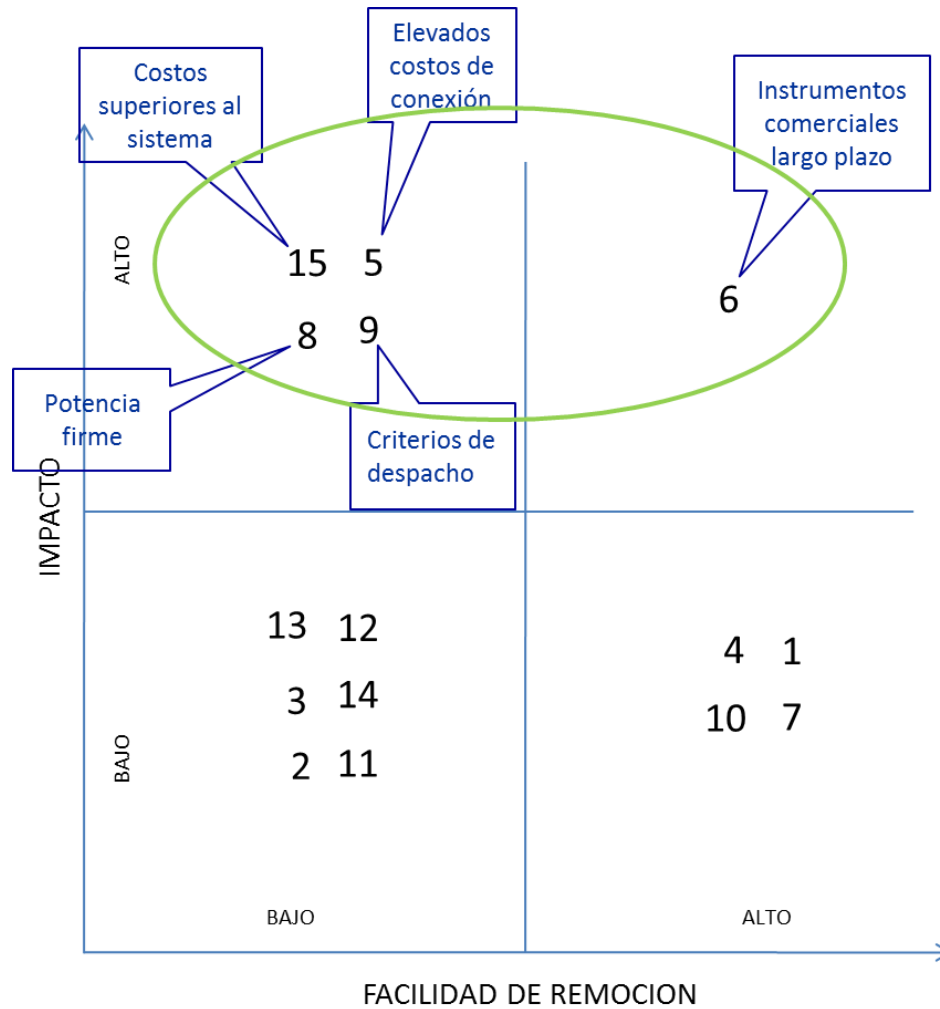 Costos
superiores al
sistema
Elevados
costos de
conexión
Instrumentos
comerciales
largo plazo
ALTO
15 5
6
8 9
Potencia
firme
Criterios de
despacho
IMPACTO
13 12
4 1
3 14
10 7
2 11
BAJO
BAJO
ALTO
FACILIDAD DE REMOCION